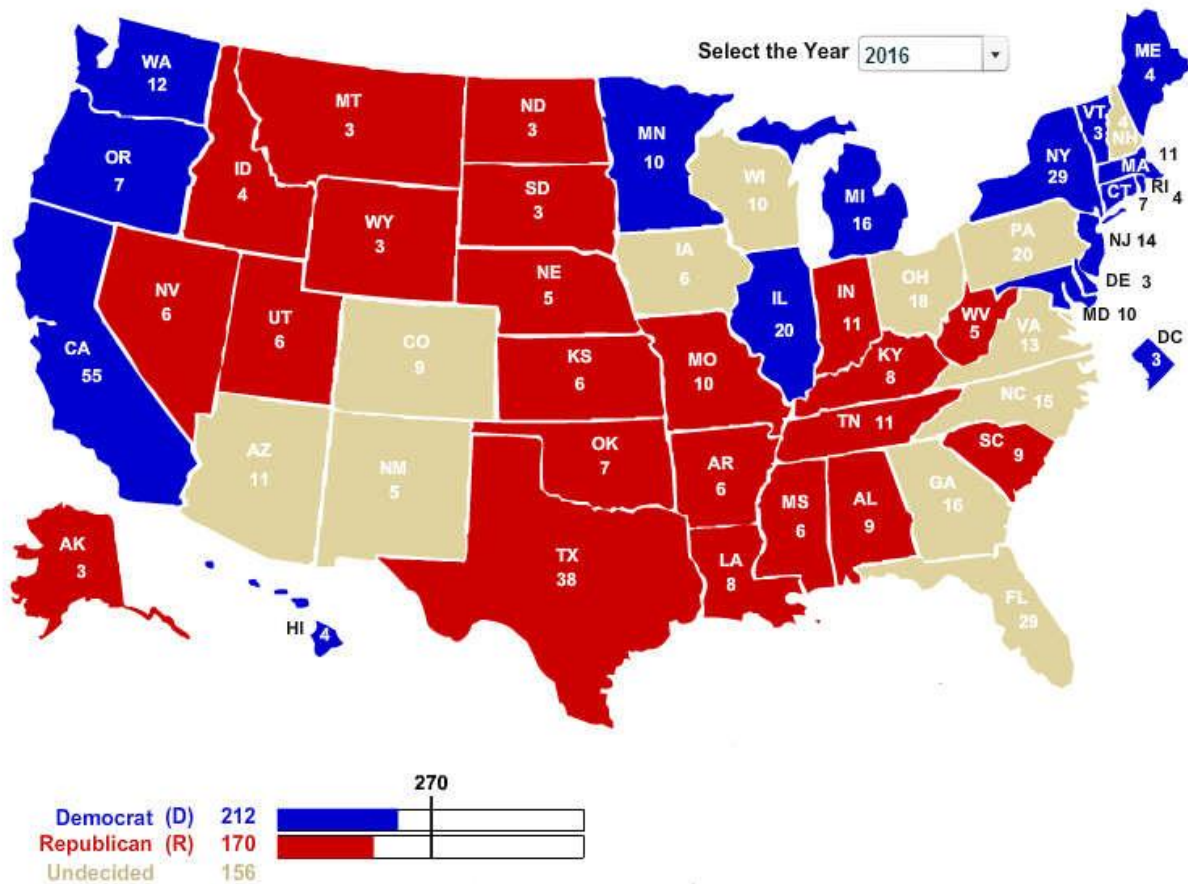 Select the Year 2016
WA
12
OR
7
CA
55
ID
4
NV
6
MT
3
WY
3
UT
6
AZ
11
CO
9
NM
5
ND
3
SD
3
NE
5
KS
6
OK
7
TX
38
MN
10
IA
6
MO
10
AR
6
LA
8
WI
10
IL
20
MI
16
IN
11
OH
18
KY
8
TN 11
MS
6
AL
9
GA
16
FL
29
SC
9
NC 15
VA
13
WV
5
PA
20
NY
29
VT
3
4
NH
ME
4
11
MA
RI
4
CT
7
NJ 14
DE 3
MD 10
DC
3
AK
3
HI
4
270
Democrat (D) 212
Republican (R) 170
Undecided 156